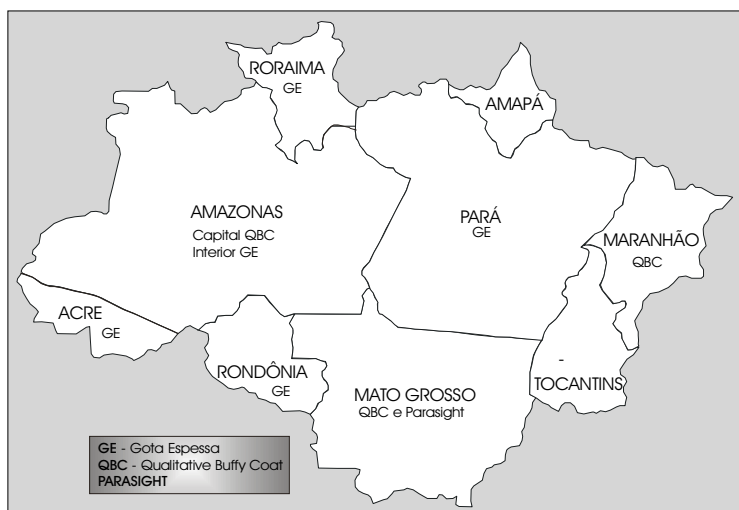 RORAIMA
GE
AMAPÁ
AMAZONAS
Capital QBC
Interior GE
PARÁ
GE
MARANHÃO
QBC
ACRE
GE
RONDÔNIA
GE
MATO GROSSO
QBC e Parasight
-
TOCANTINS
GE - Gota Espessa
QBC - Qualitative Buffy Coat
PARASIGHT